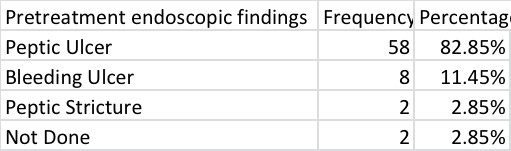 Pretreatment endoscopic findings Frequency Percentag
Peptic Ulcer 58 82.85%
Bleeding Ulcer 8 11.45%
Peptic Stricture 2 2.85%
Not Done 2 2.85%